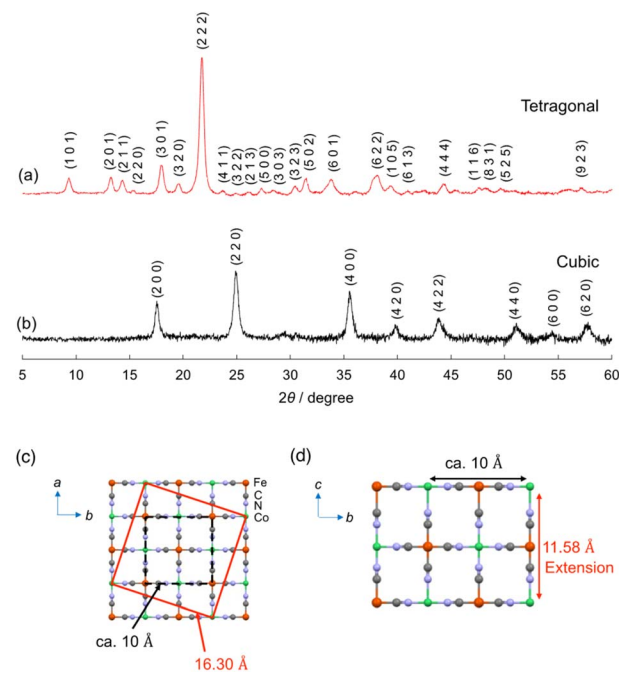 (a)
Tetragonal
(1 0 1)
(2 0 1)
(2 1 1)
(2 2 0)
(3 0 1)
(3 2 0)
(2 2 2)
(4 1 1)
(3 2 2)
(2 1 3)
(5 0 0)
(3 0 3)
(3 2 3)
(5 0 2)
(6 0 1)
(6 2 2)
(1 0 5)
(6 1 3)
(4 4 4)
(1 1 6)
(8 3 1)
(5 2 5)
(9 2 3)
(b)
Cubic
(2 0 0)
(2 2 0)
(4 0 0)
(4 2 0)
(4 2 2)
(4 4 0)
(6 0 0)
(6 2 0)
5 10 15 20 25 30 35 40 45 50 55 60
2θ / degree
(c)
a
b
Fe
C
N
Co
ca. 10 Å
16.30 Å
(d)
c
b
ca. 10 Å
11.58 Å
Extension